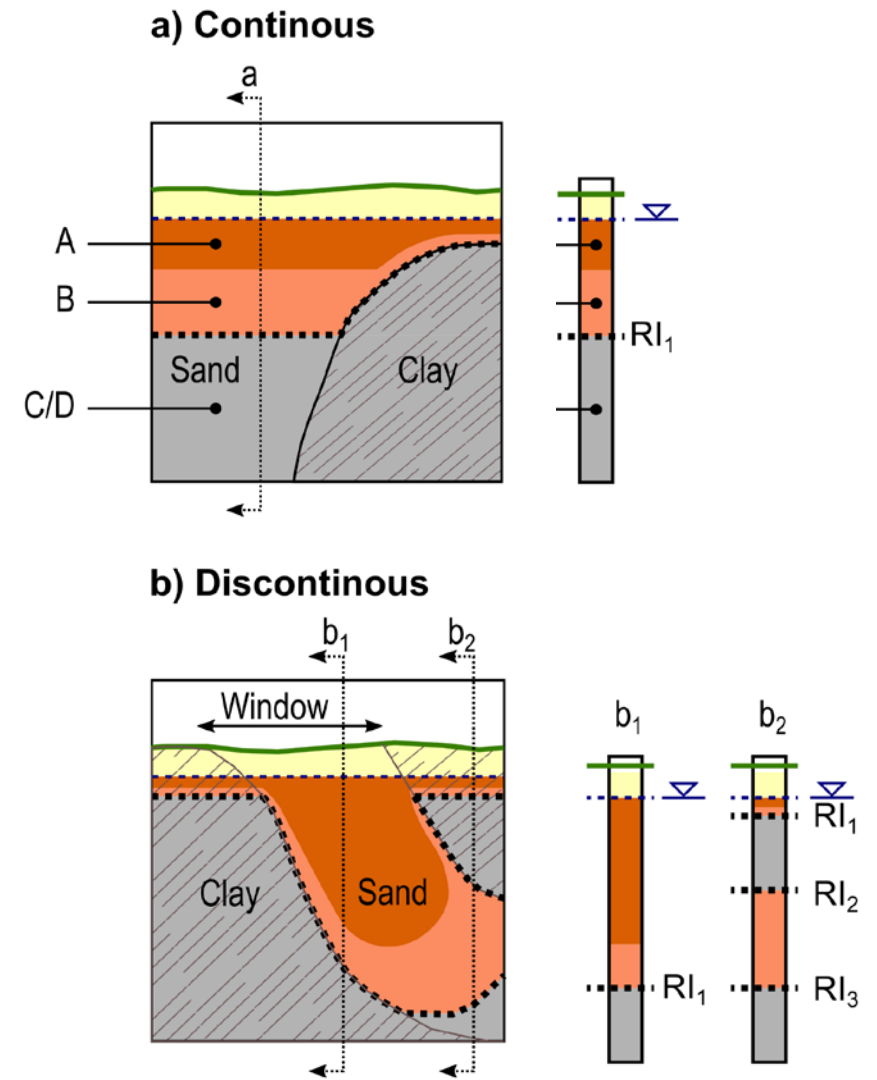 a) Continous
a
A
B
RI₁
Sand
Clay
C/D
b) Discontinous
b₁
b₂
Window
b₁
b₂
RI₁
Clay
Sand
RI₂
RI₁
RI₃